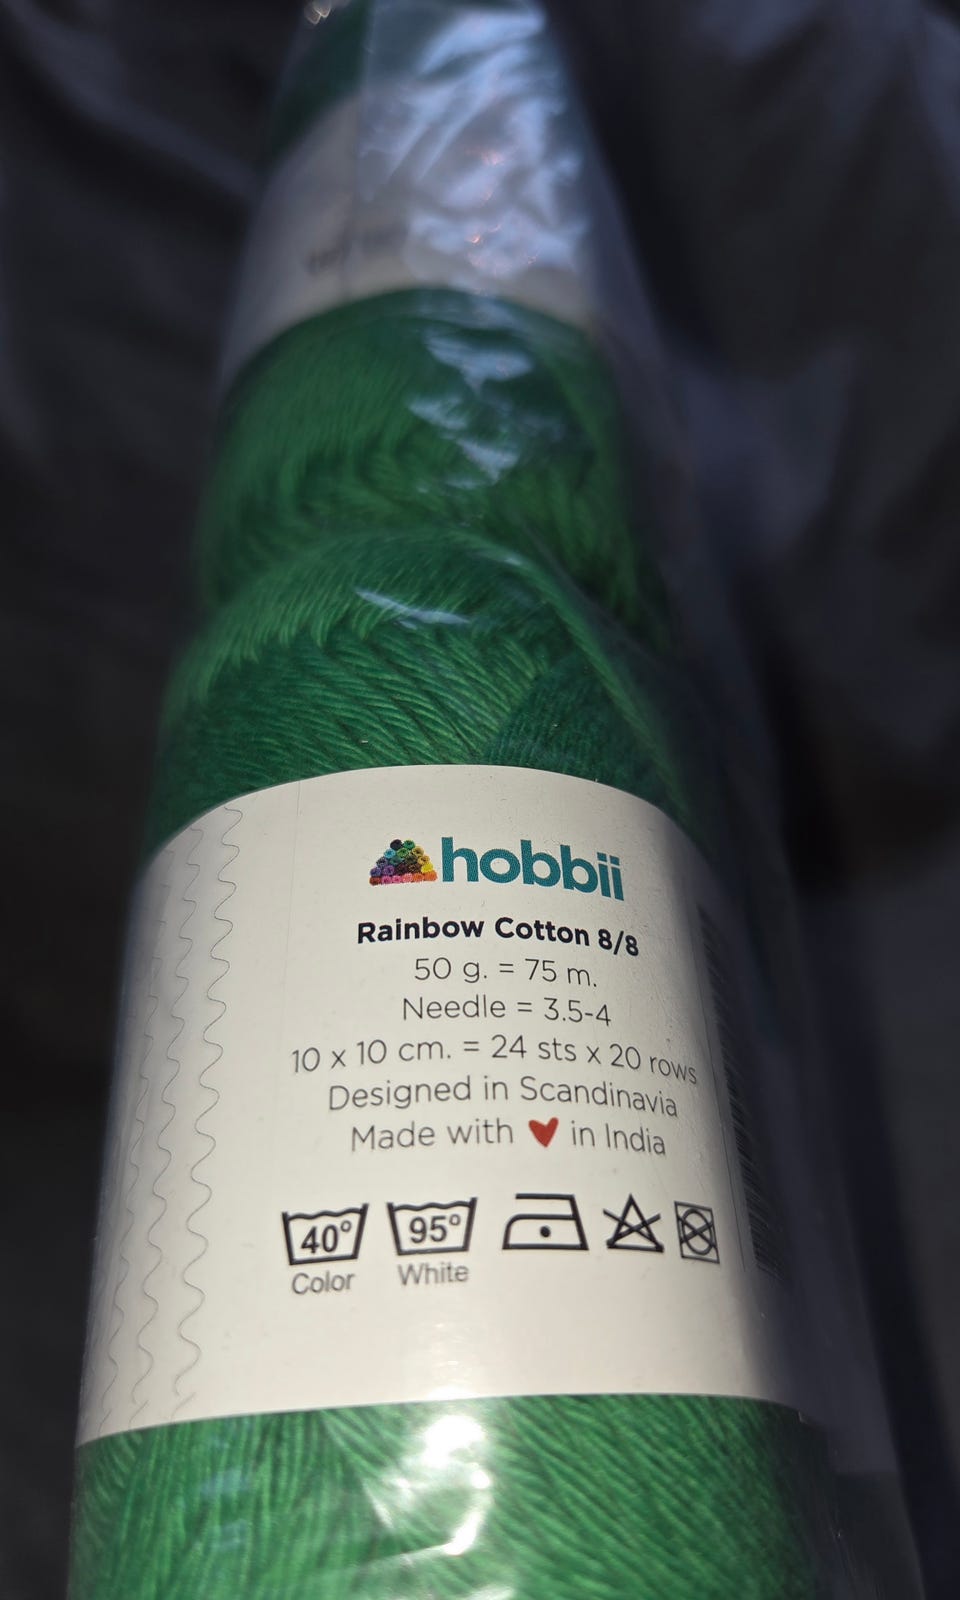 hobbii
Rainbow Cotton 8/8
50 g. = 75 m.
Needle = 3.5-4
10 x 10 cm. = 24 sts x 20 rows
Designed in Scandinavia
Made with ❤ in India
40° 95°
Color White